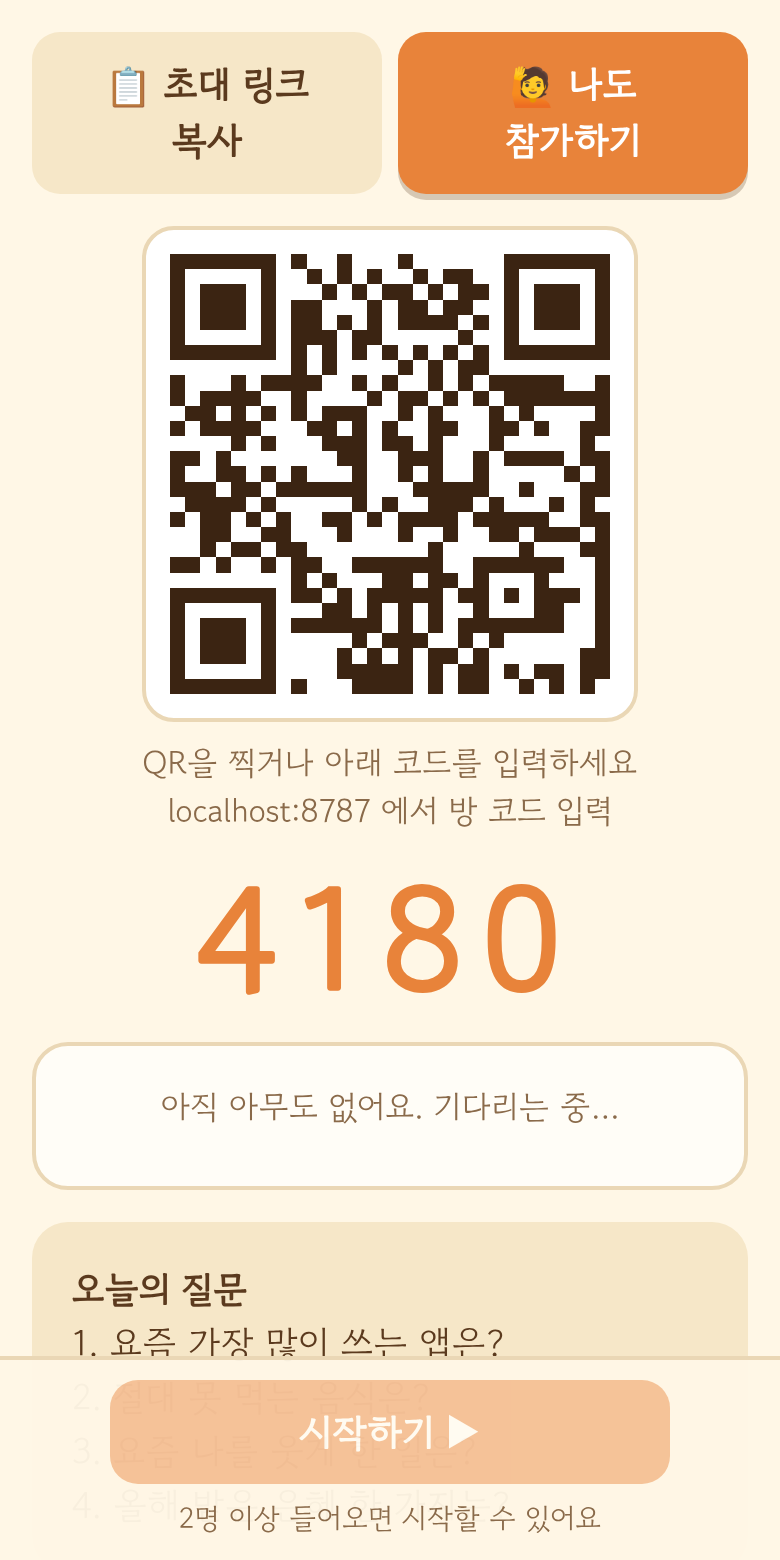 📋 초대 링크
복사
🙋 나도
참가하기
QR을 찍거나 아래 코드를 입력하세요
localhost:8787 에서 방 코드 입력
4180
아직 아무도 없어요. 기다리는 중...
오늘의 질문
1. 요즘 가장 많이 쓰는 앱은?
시작하기 ▶
2명 이상 들어오면 시작할 수 있어요